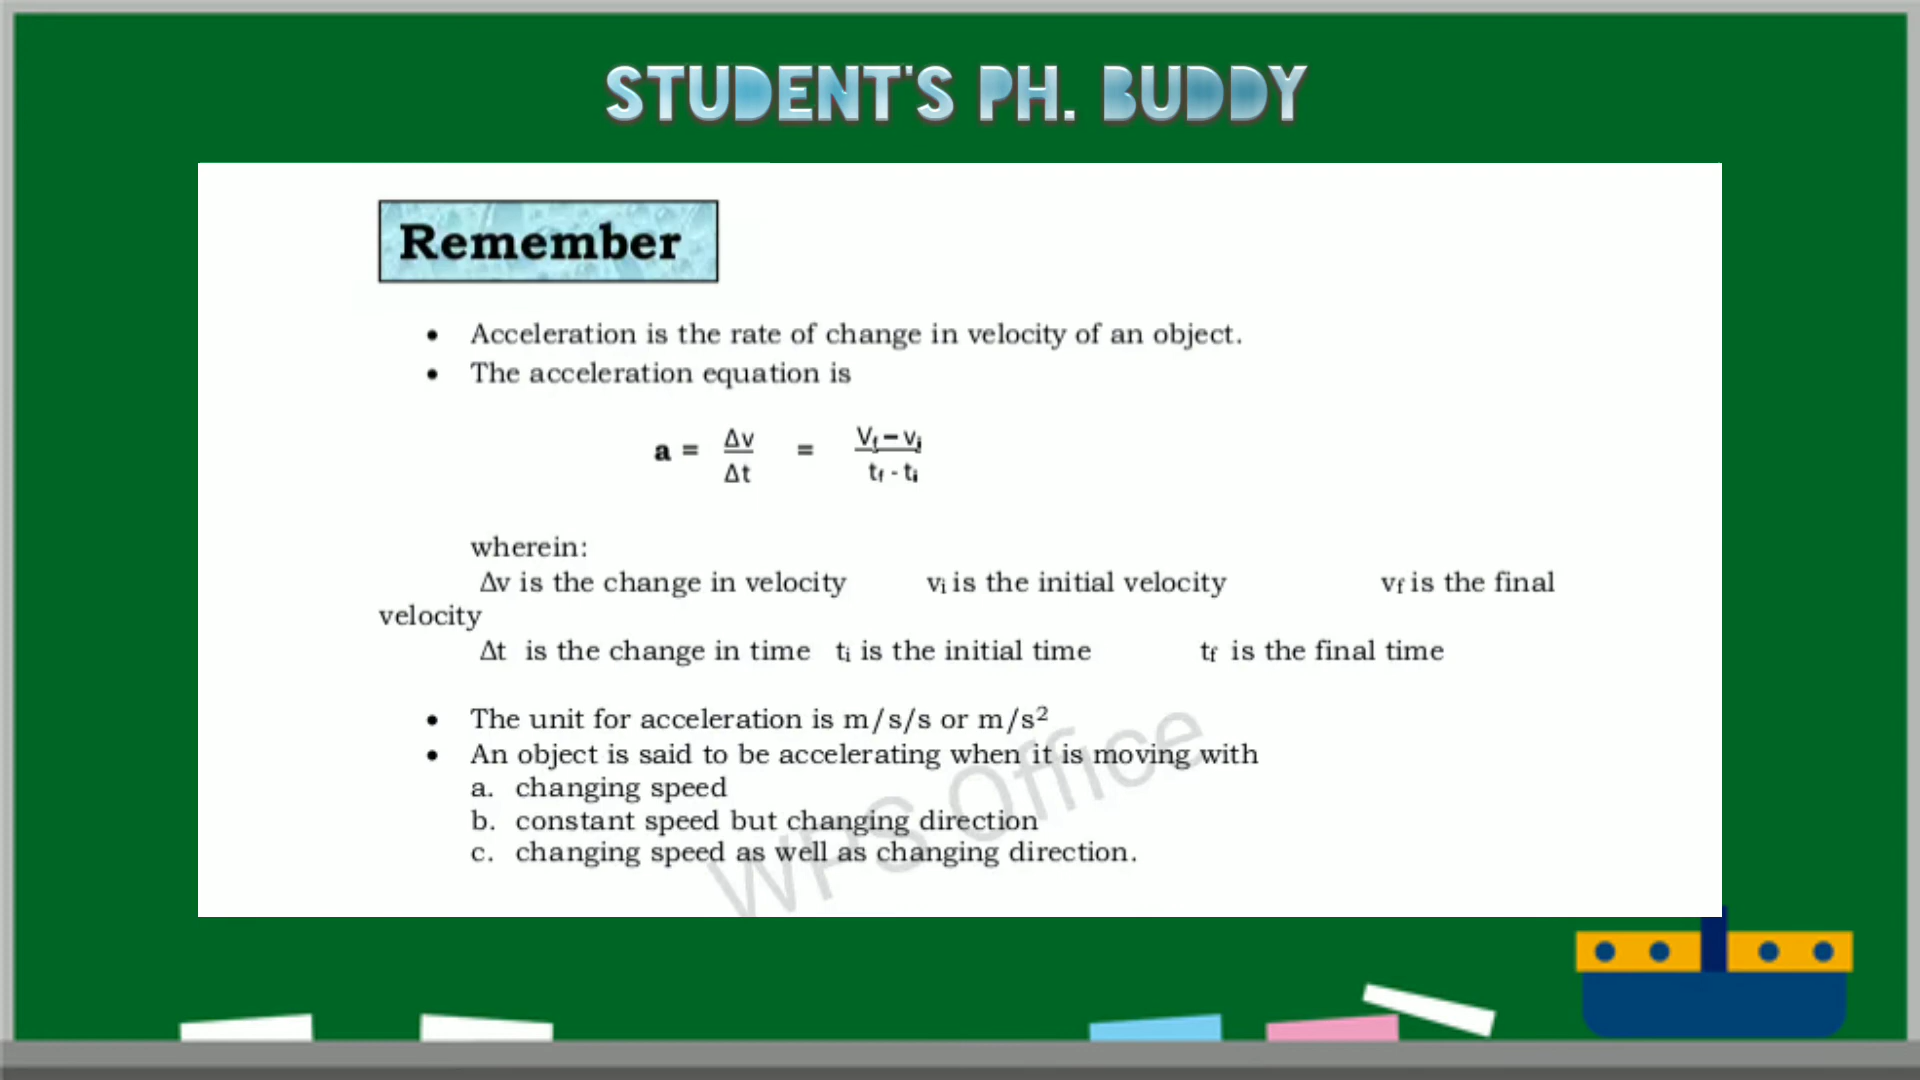 STUDENT'S PH. BUDDY
Remember
• Acceleration is the rate of change in velocity of an object.
• The acceleration equation is
a = Δv/Δt = Vf – vi/tf - ti
wherein:
Δv is the change in velocity vi is the initial velocity vf is the final
velocity
Δt is the change in time ti is the initial time tf is the final time
• The unit for acceleration is m/s/s or m/s²
• An object is said to be accelerating when it is moving with
a. changing speed
b. constant speed but changing direction
c. changing speed as well as changing direction.
WPS Office